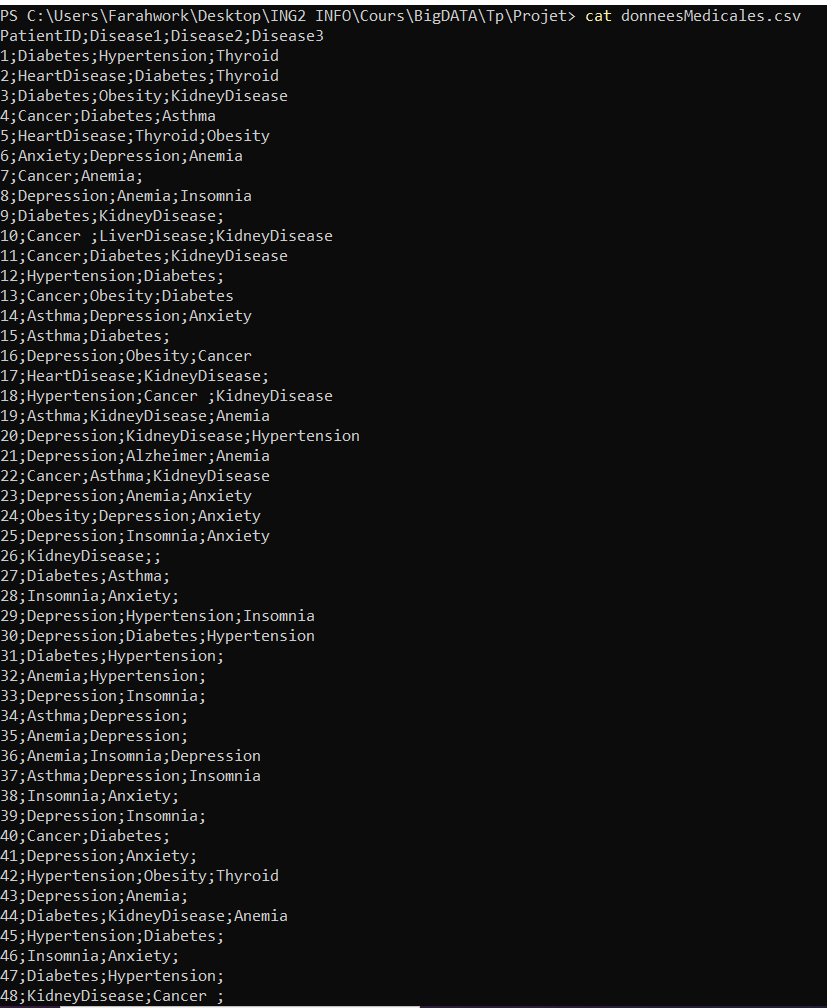 PS C:\Users\Farahwork\Desktop\ING2 INFO\Cours\BigDATA\Tp\Projet> cat donneesMedicales.csv
PatientID;Disease1;Disease2;Disease3
1;Diabetes;Hypertension;Thyroid
2;HeartDisease;Diabetes;Thyroid
3;Diabetes;Obesity;KidneyDisease
4;Cancer;Diabetes;Asthma
5;HeartDisease;Thyroid;Obesity
6;Anxiety;Depression;Anemia
7;Cancer;Anemia;
8;Depression;Anemia;Insomnia
9;Diabetes;KidneyDisease;
10;Cancer ;LiverDisease;KidneyDisease
11;Cancer;Diabetes;KidneyDisease
12;Hypertension;Diabetes;
13;Cancer;Obesity;Diabetes
14;Asthma;Depression;Anxiety
15;Asthma;Diabetes;
16;Depression;Obesity;Cancer
17;HeartDisease;KidneyDisease;
18;Hypertension;Cancer ;KidneyDisease
19;Asthma;KidneyDisease;Anemia
20;Depression;KidneyDisease;Hypertension
21;Depression;Alzheimer;Anemia
22;Cancer;Asthma;KidneyDisease
23;Depression;Anemia;Anxiety
24;Obesity;Depression;Anxiety
25;Depression;Insomnia;Anxiety
26;KidneyDisease;;
27;Diabetes;Asthma;
28;Insomnia;Anxiety;
29;Depression;Hypertension;Insomnia
30;Depression;Diabetes;Hypertension
31;Diabetes;Hypertension;
32;Anemia;Hypertension;
33;Depression;Insomnia;
34;Asthma;Depression;
35;Anemia;Depression;
36;Anemia;Insomnia;Depression
37;Asthma;Depression;Insomnia
38;Insomnia;Anxiety;
39;Depression;Insomnia;
40;Cancer;Diabetes;
41;Depression;Anxiety;
42;Hypertension;Obesity;Thyroid
43;Depression;Anemia;
44;Diabetes;KidneyDisease;Anemia
45;Hypertension;Diabetes;
46;Insomnia;Anxiety;
47;Diabetes;Hypertension;
48;KidneyDisease;Cancer ;